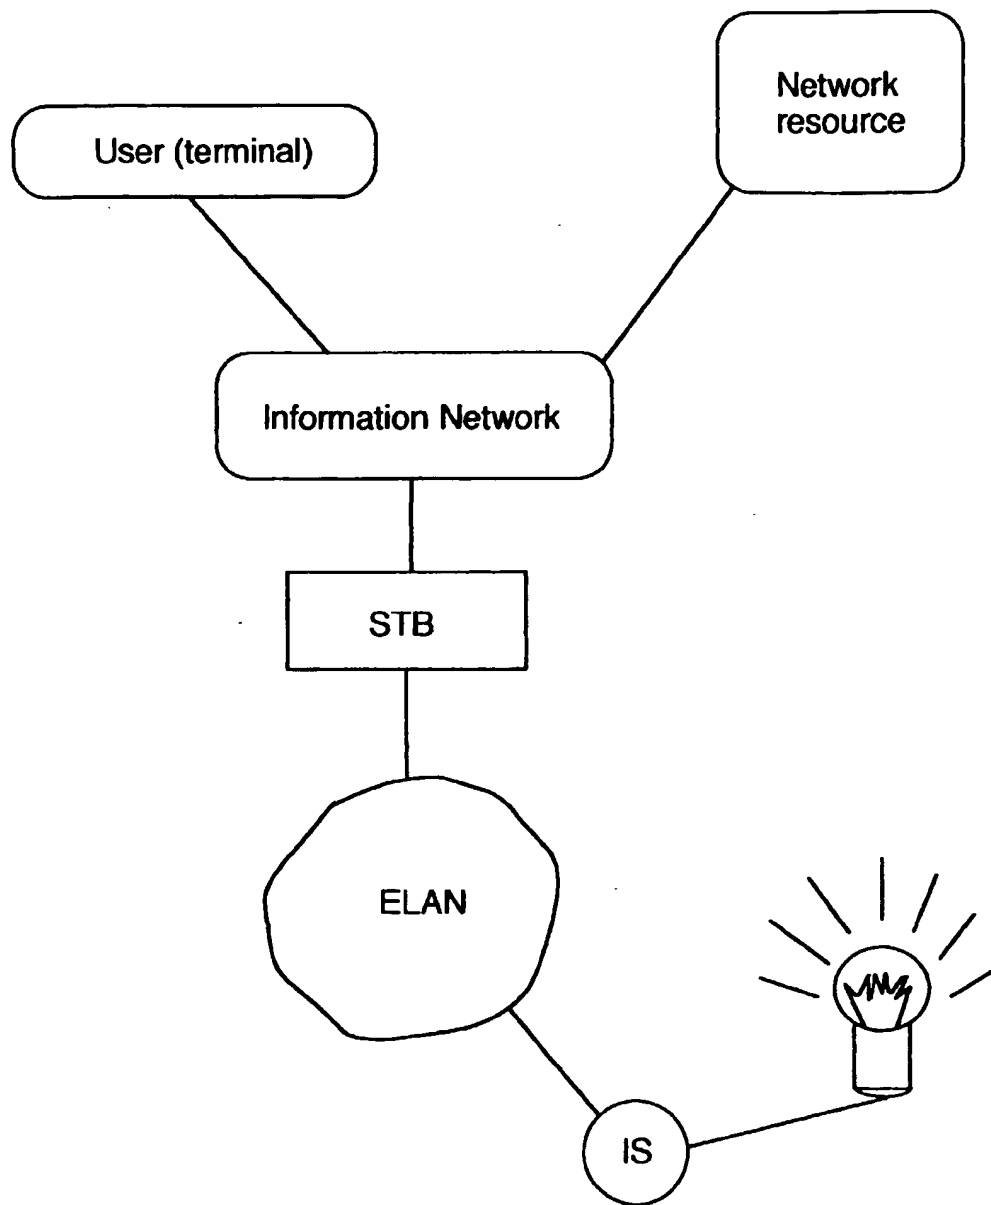 Network
resource
User (terminal)
Information Network
STB
ELAN
IS